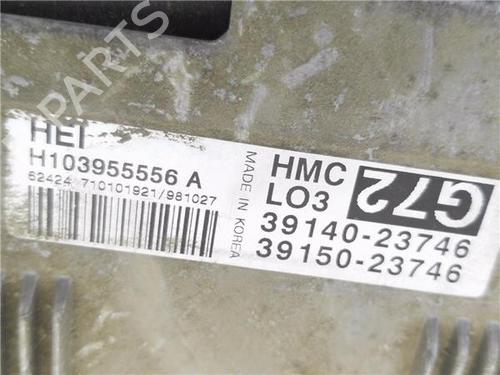 PARTS
HEI
H103955556 A
62424 710101921/981027
MADE IN KOREA
HMC
LO3
G72
39140-23746
39150-23746